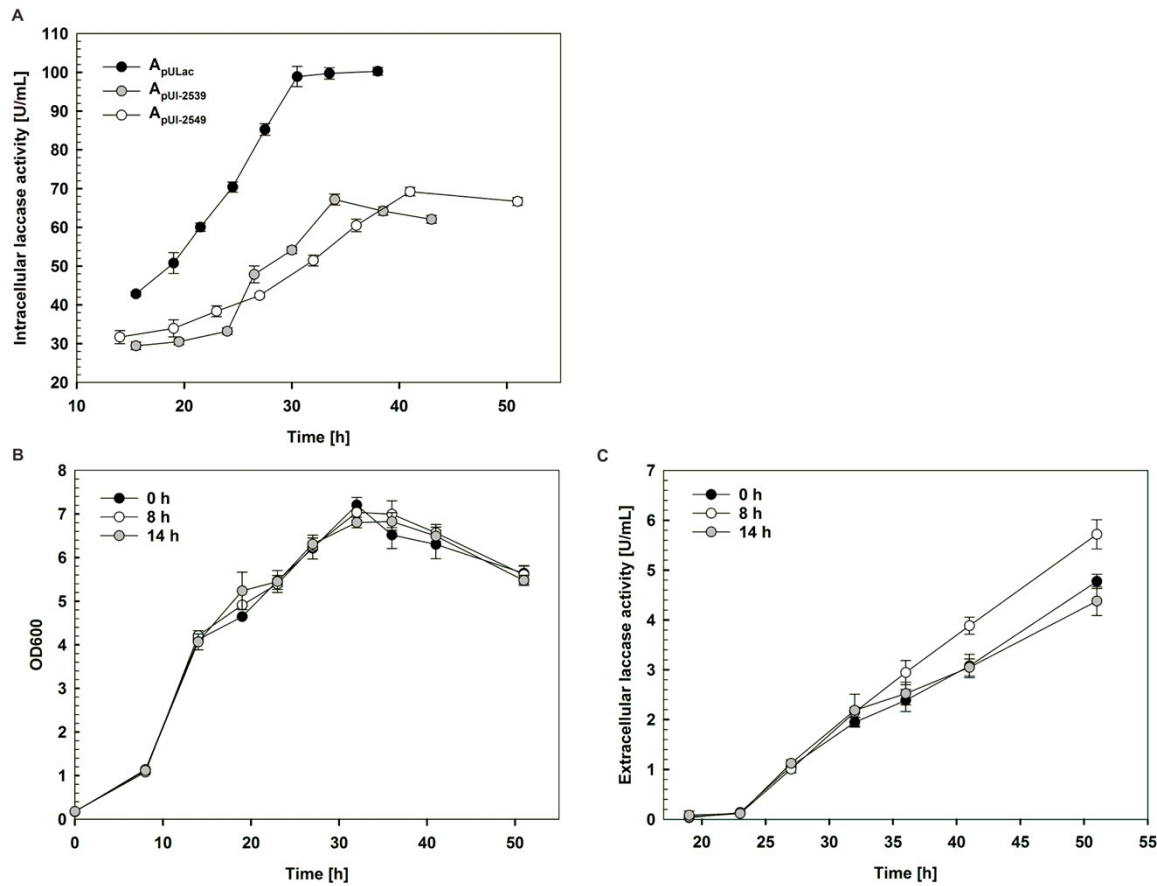 A
Intracellular laccase activity [U/mL]
110
100
90
80
70
60
50
40
30
20
A pULac
A pUI-2539
A pUI-2549
10 20 30 40 50
Time [h]
B
OD600
8
7
6
5
4
3
2
1
0
0 h
8 h
14 h
0 10 20 30 40 50
Time [h]
C
Extracellular laccase activity [U/mL]
7
6
5
4
3
2
1
0
0 h
8 h
14 h
20 25 30 35 40 45 50 55
Time [h]